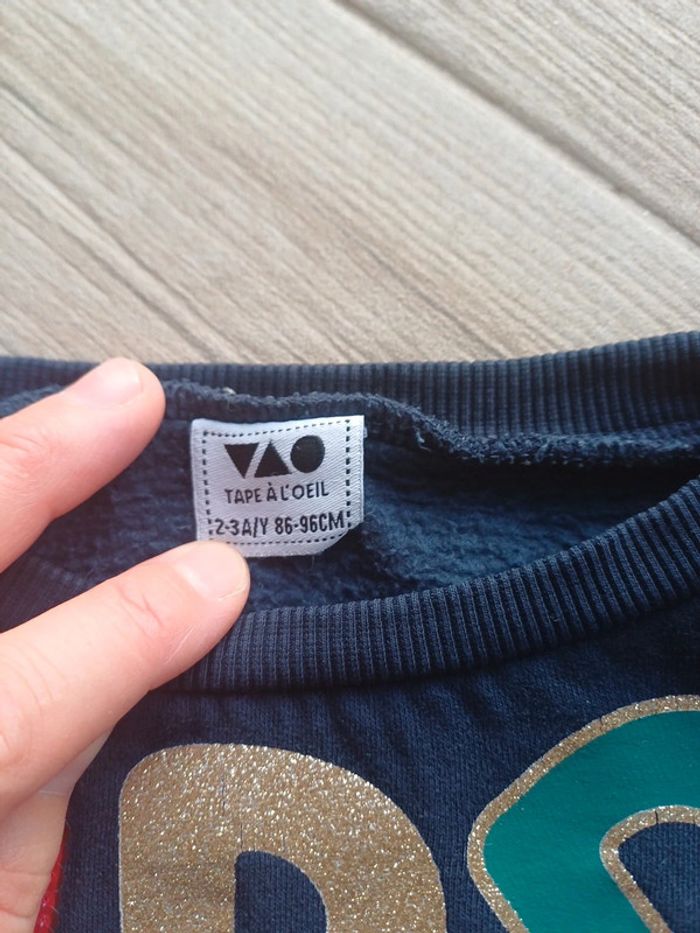 TAPE À L'OEIL
2-3A/Y 86-96CM